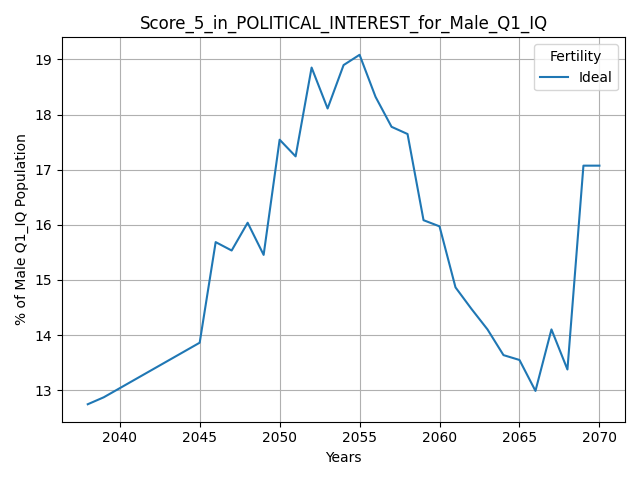 Score_5_in_POLITICAL_INTEREST_for_Male_Q1_IQ
Fertility
Ideal
% of Male Q1_IQ Population
19
18
17
16
15
14
13
2040 2045 2050 2055 2060 2065 2070
Years